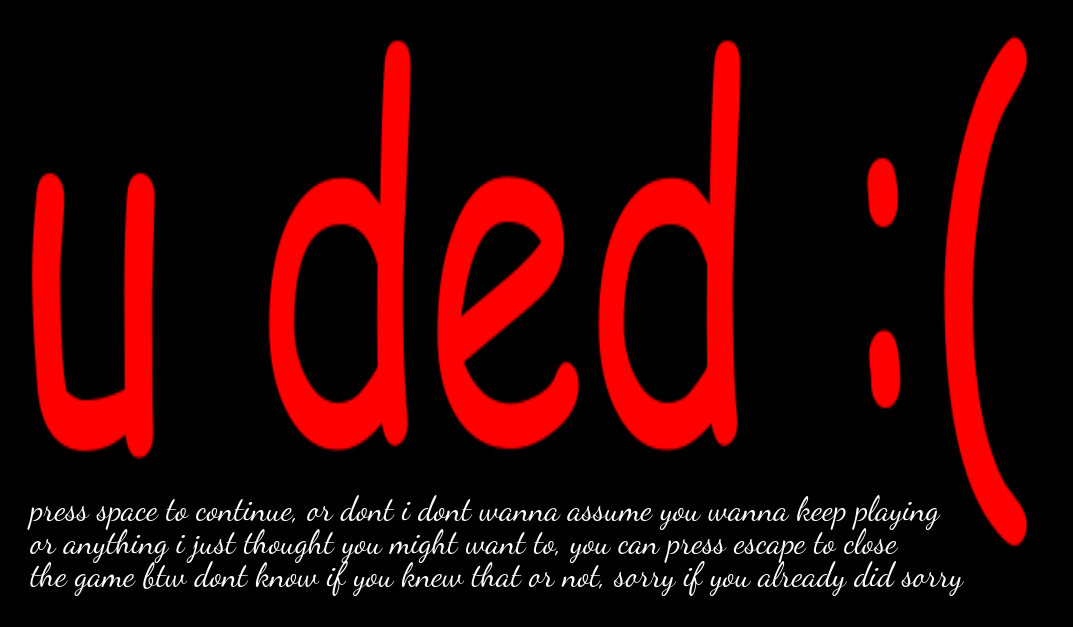 u ded :(
press space to continue, or dont i dont wanna assume you wanna keep playing
or anything i just thought you might want to, you can press escape to close
the game btw dont know if you knew that or not, sorry if you already did sorry